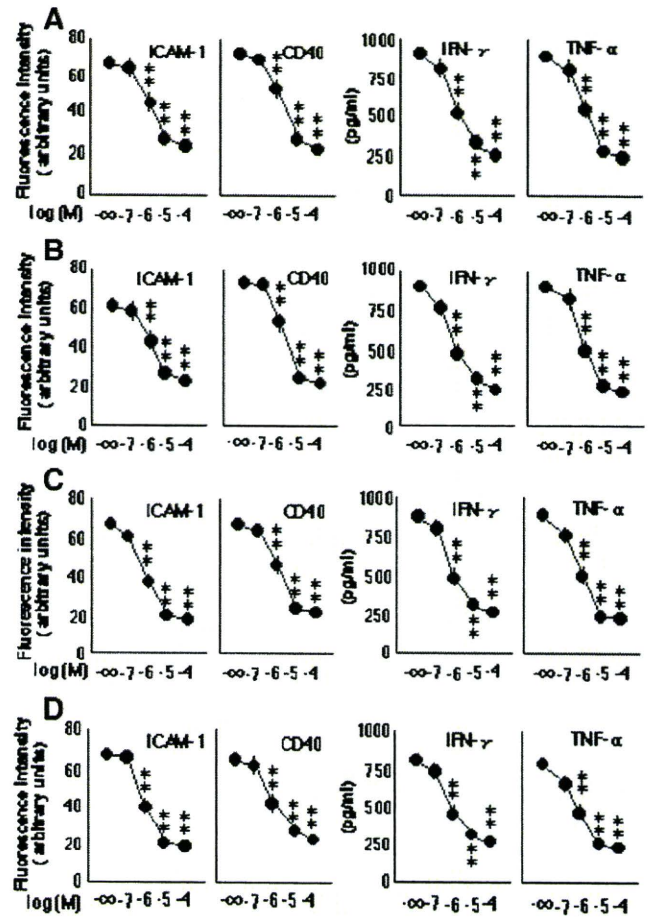 A
ICAM-1 CD40 IFN-γ TNF-α
Fluorescence Intensity
(arbitrary units)
80
60
40
20
0
(pg/ml)
1000
750
500
250
0
** ** ** ** ** ** ** ** ** ** ** **
log(M) -∞ -7 -6 -5 -4 -∞ -7 -6 -5 -4 -∞ -7 -6 -5 -4 -∞ -7 -6 -5 -4
B
ICAM-1 CD40 IFN-γ TNF-α
Fluorescence Intensity
(arbitrary units)
80
60
40
20
0
(pg/ml)
1000
750
500
250
0
** ** ** ** ** ** ** ** ** ** ** **
log(M) -∞ -7 -6 -5 -4 -∞ -7 -6 -5 -4 -∞ -7 -6 -5 -4 -∞ -7 -6 -5 -4
C
ICAM-1 CD40 IFN-γ TNF-α
Fluorescence intensity
(arbitrary units)
80
60
40
20
0
(pg/ml)
1000
750
500
250
0
** ** ** ** ** ** ** ** ** ** ** **
log(M) -∞ -7 -6 -5 -4 -∞ -7 -6 -5 -4 -∞ -7 -6 -5 -4 -∞ -7 -6 -5 -4
D
ICAM-1 CD40 IFN-γ TNF-α
Fluorescence Intensity
(arbitrary units)
80
60
40
20
0
(pg/ml)
1000
750
500
250
0
** ** ** ** ** ** ** ** ** ** ** **
log(M) -∞ -7 -6 -5 -4 -∞ -7 -6 -5 -4 -∞ -7 -6 -5 -4 -∞ -7 -6 -5 -4